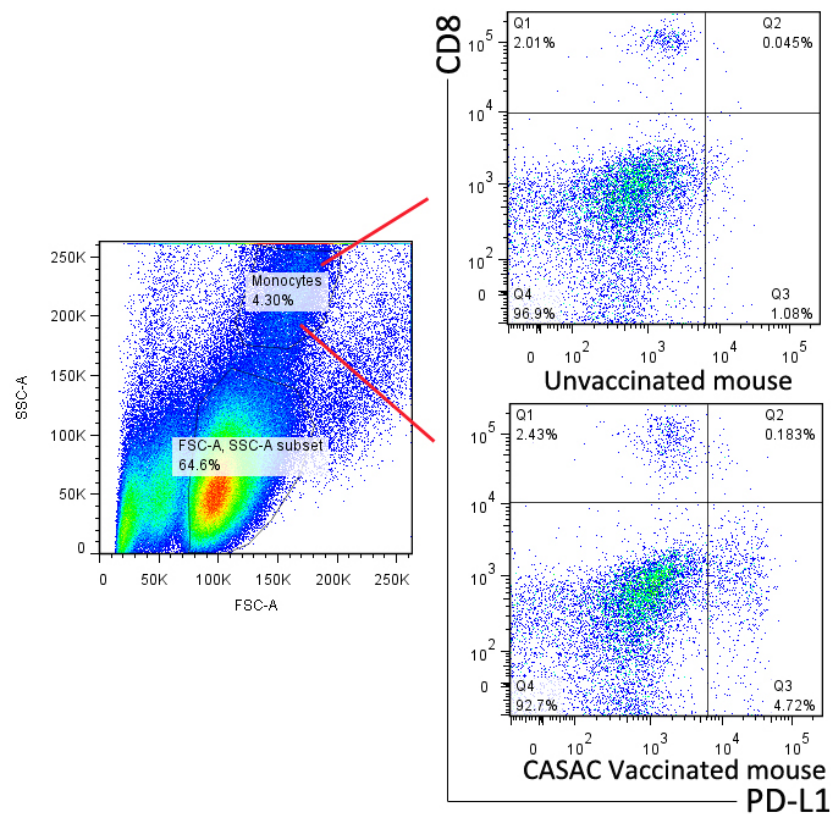 CD8
Q1
2.01%
Q2
0.045%
10^5
10^4
10^3
10^2
0
Q4
96.9%
Q3
1.08%
0 10^2 10^3 10^4 10^5
Unvaccinated mouse
250K
200K
150K
100K
50K
0
SSC-A
Monocytes
4.30%
FSC-A, SSC-A subset
64.6%
0 50K 100K 150K 200K 250K
FSC-A
Q1
2.43%
Q2
0.183%
10^5
10^4
10^3
10^2
0
Q4
92.7%
Q3
4.72%
0 10^2 10^3 10^4 10^5
CASAC Vaccinated mouse
PD-L1